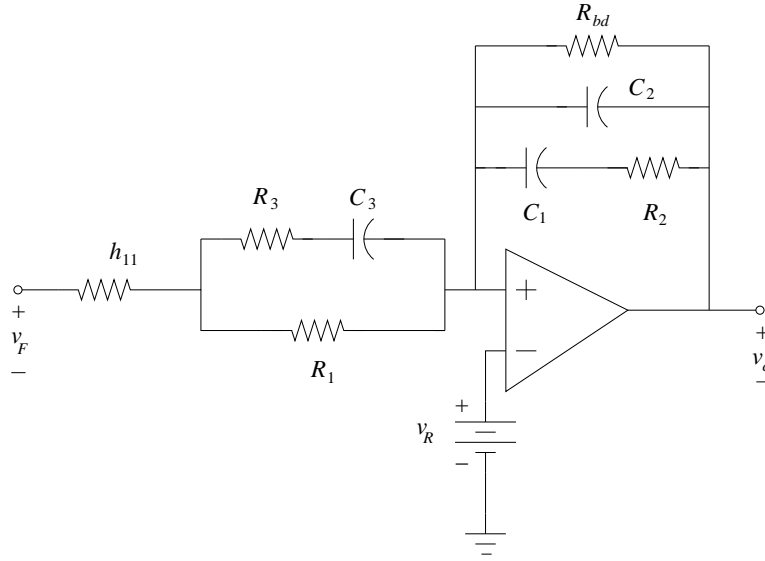 R_bd
C_2
C_1 R_2
R_3 C_3
h_11
+
v_F
−
R_1
+
−
+
v_R
−
+
−